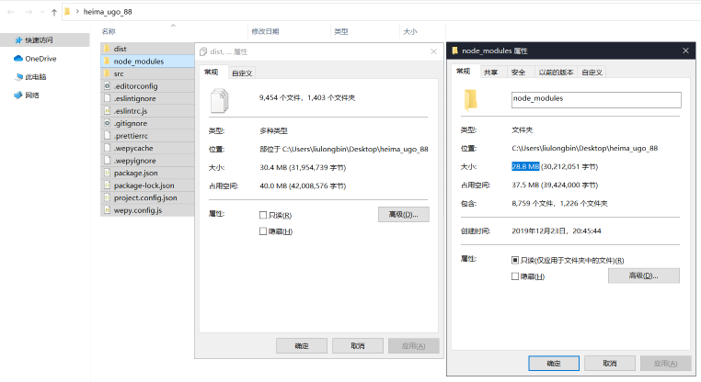 heima_ugo_88
名称
修改日期
类型
大小
快速访问
OneDrive
此电脑
网络
dist
node_modules
src
.editorconfig
.eslintignore
.eslintrc.js
.gitignore
.prettierrc
.wepycache
.wepyignore
package.json
package-lock.json
project.config.json
wepy.config.js
dist, ... 属性
常规 自定义
9,454 个文件，1,403 个文件夹
类型: 多种类型
位置: 部位于 C:\Users\liulongbin\Desktop\heima_ugo_88
大小: 30.4 MB (31,954,739 字节)
占用空间: 40.0 MB (42,008,576 字节)
属性: 只读(R) 高级(D)...
隐藏(H)
确定 取消 应用(A)
node_modules 属性
常规 共享 安全 以前的版本 自定义
node_modules
类型: 文件夹
位置: C:\Users\liulongbin\Desktop\heima_ugo_88
大小: 28.8 MB (30,212,051 字节)
占用空间: 37.5 MB (39,424,000 字节)
包含: 8,759 个文件，1,226 个文件夹
创建时间: 2019年12月23日，20:45:44
属性: 只读(仅应用于文件夹中的文件)(R)
隐藏(H) 高级(D)...
确定 取消 应用(A)